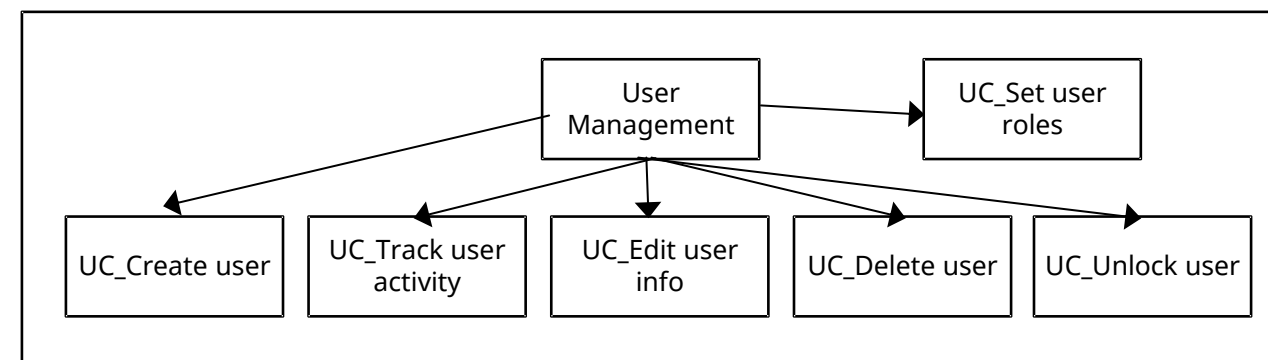 User
Management
UC_Set user
roles
UC_Create user
UC_Track user
activity
UC_Edit user
info
UC_Delete user
UC_Unlock user